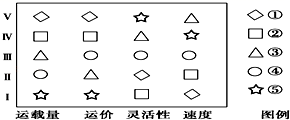 V ①
IV ②
III ③
II ④
I ⑤
运载量 运价 灵活性 速度 图例